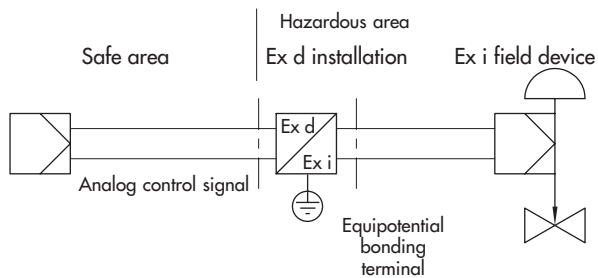 Hazardous area
Safe area
Ex d installation
Ex i field device
Ex d
Ex i
Analog control signal
Equipotential
bonding
terminal